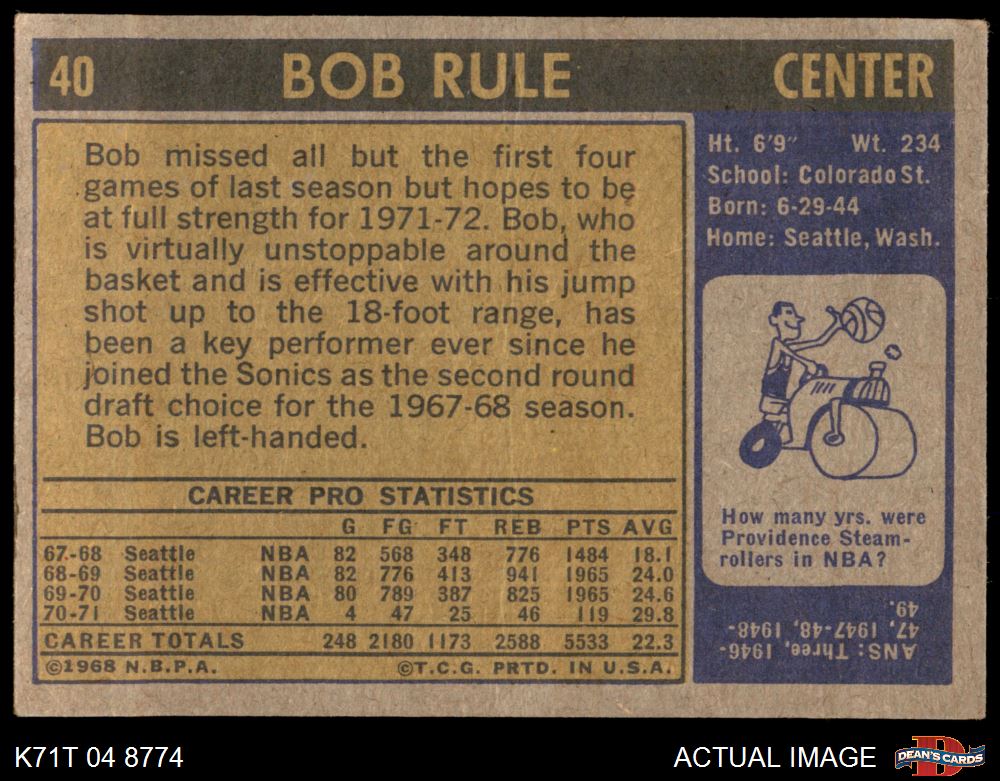 40 BOB RULE CENTER
Bob missed all but the first four
games of last season but hopes to be
at full strength for 1971-72. Bob, who
is virtually unstoppable around the
basket and is effective with his jump
shot up to the 18-foot range, has
been a key performer ever since he
joined the Sonics as the second round
draft choice for the 1967-68 season.
Bob is left-handed.
CAREER PRO STATISTICS
G FG FT REB PTS AVG
67-68 Seattle NBA 82 568 348 776 1484 18.1
68-69 Seattle NBA 82 776 413 941 1965 24.0
69-70 Seattle NBA 80 789 387 825 1965 24.6
70-71 Seattle NBA 4 47 25 46 119 29.8
CAREER TOTALS 248 2180 1173 2588 5533 22.3
©1968 N.B.P.A. ©T.C.G. PRTD. IN U.S.A.
Ht. 6'9" Wt. 234
School: Colorado St.
Born: 6-29-44
Home: Seattle, Wash.
How many yrs. were
Providence Steam-
rollers in NBA?
ANS: Three, 1946-
47, 1947-48, 1948-
49.
K71T 04 8774 ACTUAL IMAGE
D
DEAN'S CARDS